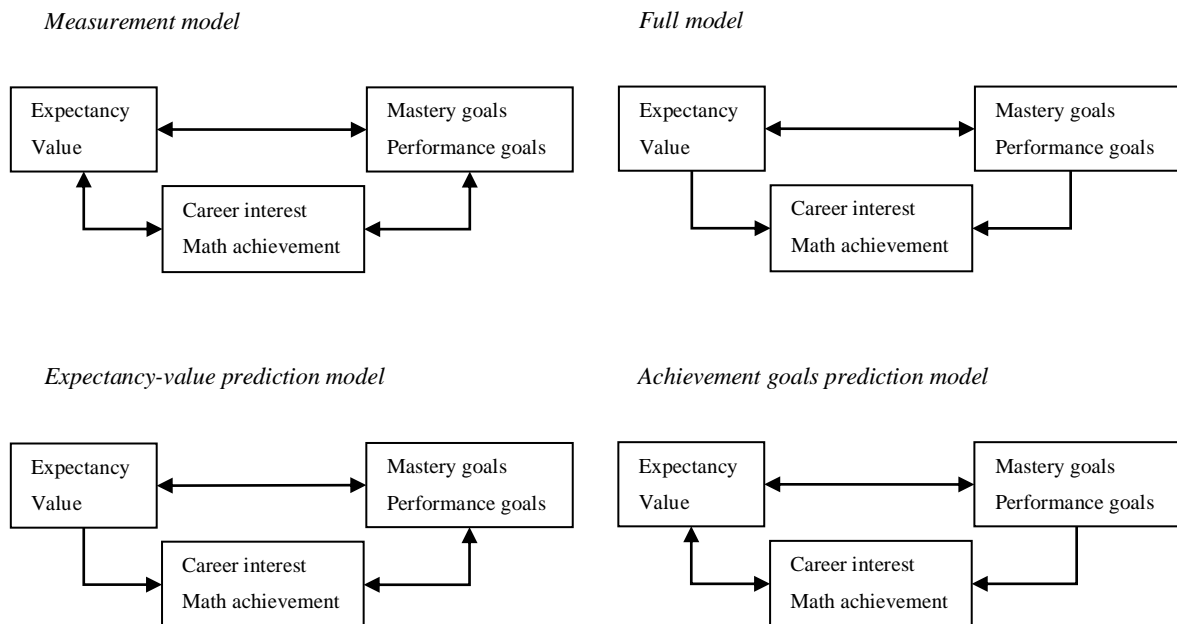 Measurement model
Expectancy
Value
Mastery goals
Performance goals
Career interest
Math achievement
Full model
Expectancy
Value
Mastery goals
Performance goals
Career interest
Math achievement
Expectancy-value prediction model
Expectancy
Value
Mastery goals
Performance goals
Career interest
Math achievement
Achievement goals prediction model
Expectancy
Value
Mastery goals
Performance goals
Career interest
Math achievement